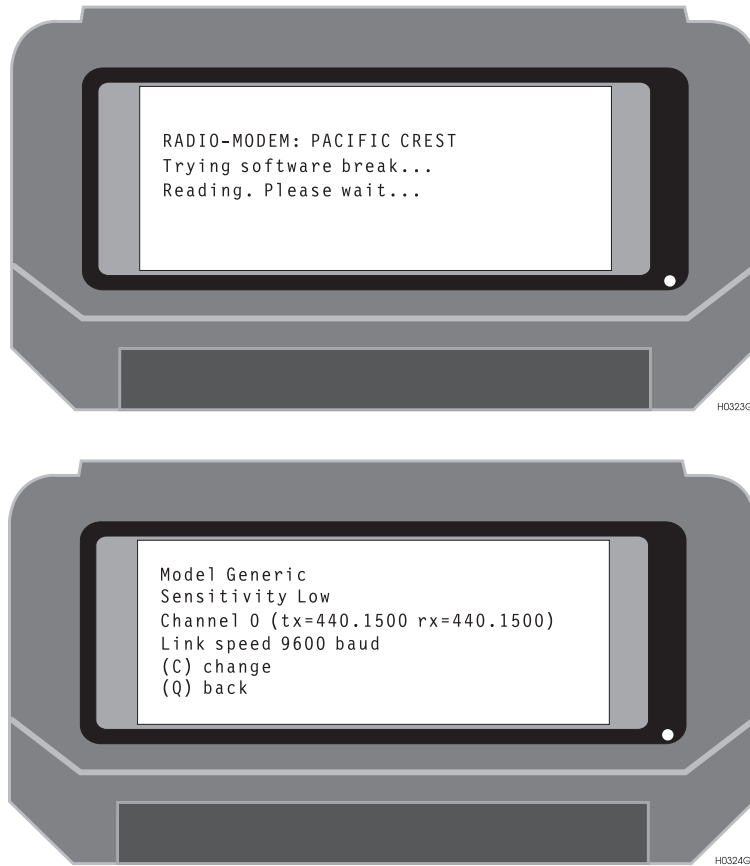 RADIO-MODEM: PACIFIC CREST
Trying software break...
Reading. Please wait...
H0323G
Model Generic
Sensitivity Low
Channel 0 (tx=440.1500 rx=440.1500)
Link speed 9600 baud
(C) change
(Q) back
H0324G